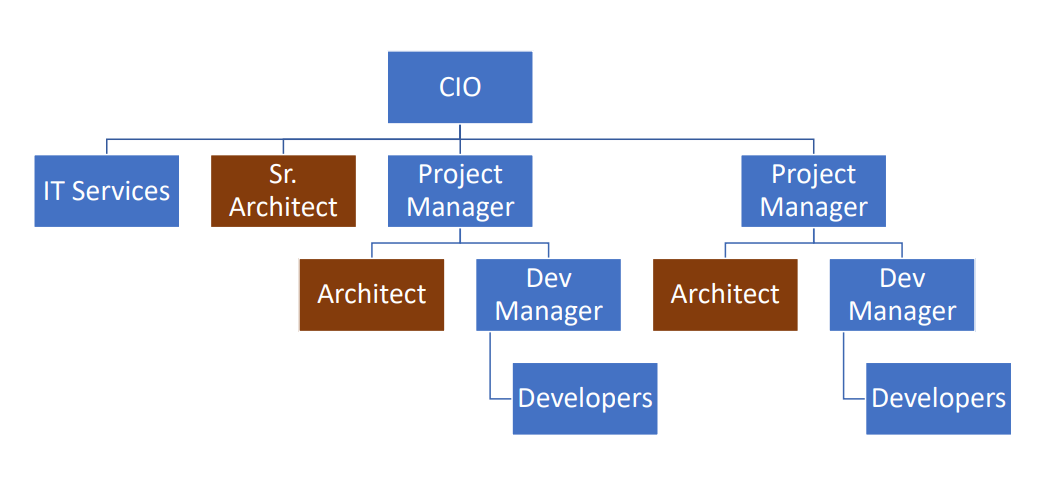 CIO
IT Services
Sr.
Architect
Project
Manager
Project
Manager
Architect
Dev
Manager
Architect
Dev
Manager
Developers
Developers